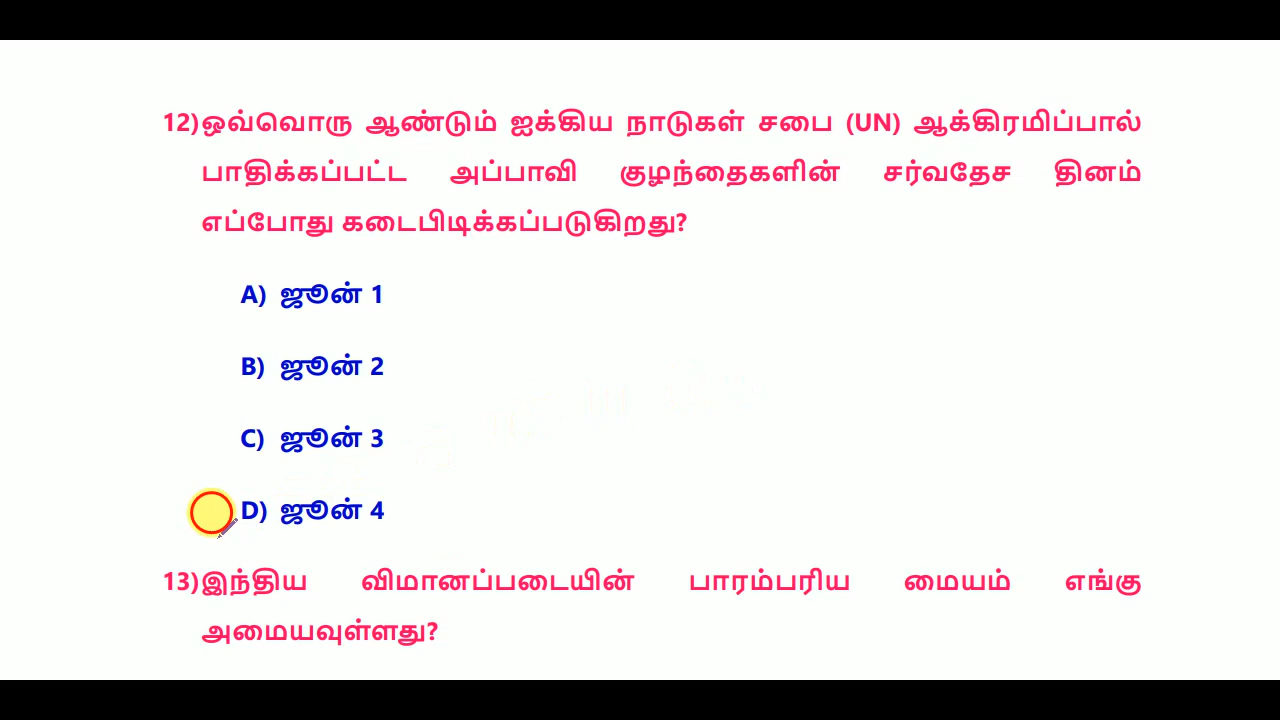 12)ஒவ்வொரு ஆண்டும் ஐக்கிய நாடுகள் சபை (UN) ஆக்கிரமிப்பால்
பாதிக்கப்பட்ட அப்பாவி குழந்தைகளின் சர்வதேச தினம்
எப்போது கடைபிடிக்கப்படுகிறது?
A) ஜூன் 1
B) ஜூன் 2
C) ஜூன் 3
D) ஜூன் 4
13)இந்திய விமானப்படையின் பாரம்பரிய மையம் எங்கு
அமையவுள்ளது?